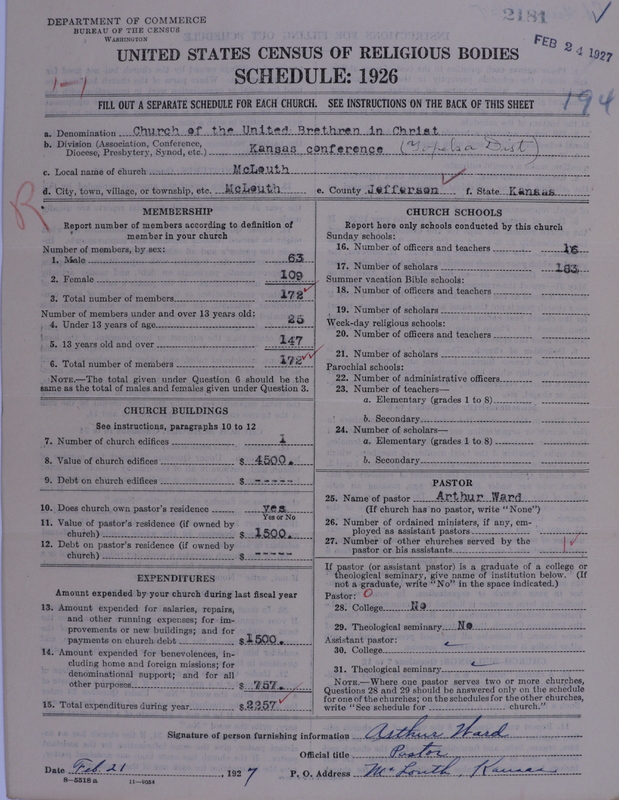 DEPARTMENT OF COMMERCE
BUREAU OF THE CENSUS
WASHINGTON
2181
FEB 24 1927
UNITED STATES CENSUS OF RELIGIOUS BODIES
SCHEDULE: 1926
1-1
194
FILL OUT A SEPARATE SCHEDULE FOR EACH CHURCH. SEE INSTRUCTIONS ON THE BACK OF THIS SHEET
a. Denomination Church of the United Brethren in Christ
b. Division (Association, Conference, Diocese, Presbytery, Synod, etc.) Kansas conference (Topeka Dist)
c. Local name of church McLouth
d. City, town, village, or township, etc. McLouth e. County Jefferson f. State Kansas
R
MEMBERSHIP
Report number of members according to definition of
member in your church
Number of members, by sex:
1. Male 63
2. Female 109
3. Total number of members 172
Number of members under and over 13 years old:
4. Under 13 years of age 25
5. 13 years old and over 147
6. Total number of members 172
NOTE.—The total given under Question 6 should be the
same as the total of males and females given under Question 3.
CHURCH BUILDINGS
See instructions, paragraphs 10 to 12
7. Number of church edifices 1
8. Value of church edifices $ 4500.
9. Debt on church edifices $ -----
10. Does church own pastor's residence yes
Yes or No
11. Value of pastor's residence (if owned by
church) $ 1500.
12. Debt on pastor's residence (if owned by
church) $ -----
EXPENDITURES
Amount expended by your church during last fiscal year
13. Amount expended for salaries, repairs,
and other running expenses; for im-
provements or new buildings; and for
payments on church debt $ 1500.
14. Amount expended for benevolences, in-
cluding home and foreign missions; for
denominational support; and for all
other purposes $ 757.
15. Total expenditures during year $ 2257
CHURCH SCHOOLS
Report here only schools conducted by this church
Sunday schools:
16. Number of officers and teachers 16
17. Number of scholars 183
Summer vacation Bible schools:
18. Number of officers and teachers
19. Number of scholars
Week-day religious schools:
20. Number of officers and teachers
21. Number of scholars
Parochial schools:
22. Number of administrative officers
23. Number of teachers—
a. Elementary (grades 1 to 8)
b. Secondary
24. Number of scholars—
a. Elementary (grades 1 to 8)
b. Secondary
PASTOR
25. Name of pastor Arthur Ward
(If church has no pastor, write "None")
26. Number of ordained ministers, if any, em-
ployed as assistant pastors
27. Number of other churches served by the
pastor or his assistants 1
If pastor (or assistant pastor) is a graduate of a college or
theological seminary, give name of institution below. (If
not a graduate, write "No" in the space indicated.)
Pastor: 0
28. College No
29. Theological seminary No
Assistant pastor:
30. College
31. Theological seminary
NOTE.—Where one pastor serves two or more churches,
Questions 28 and 29 should be answered only on the schedule
for one of the churches; on the schedules for the other churches,
write "See schedule for church."
Signature of person furnishing information Arthur Ward
Official title Pastor
Date Feb. 21, 1927 P. O. Address McLouth, Kansas
8—5518 a 11—9034